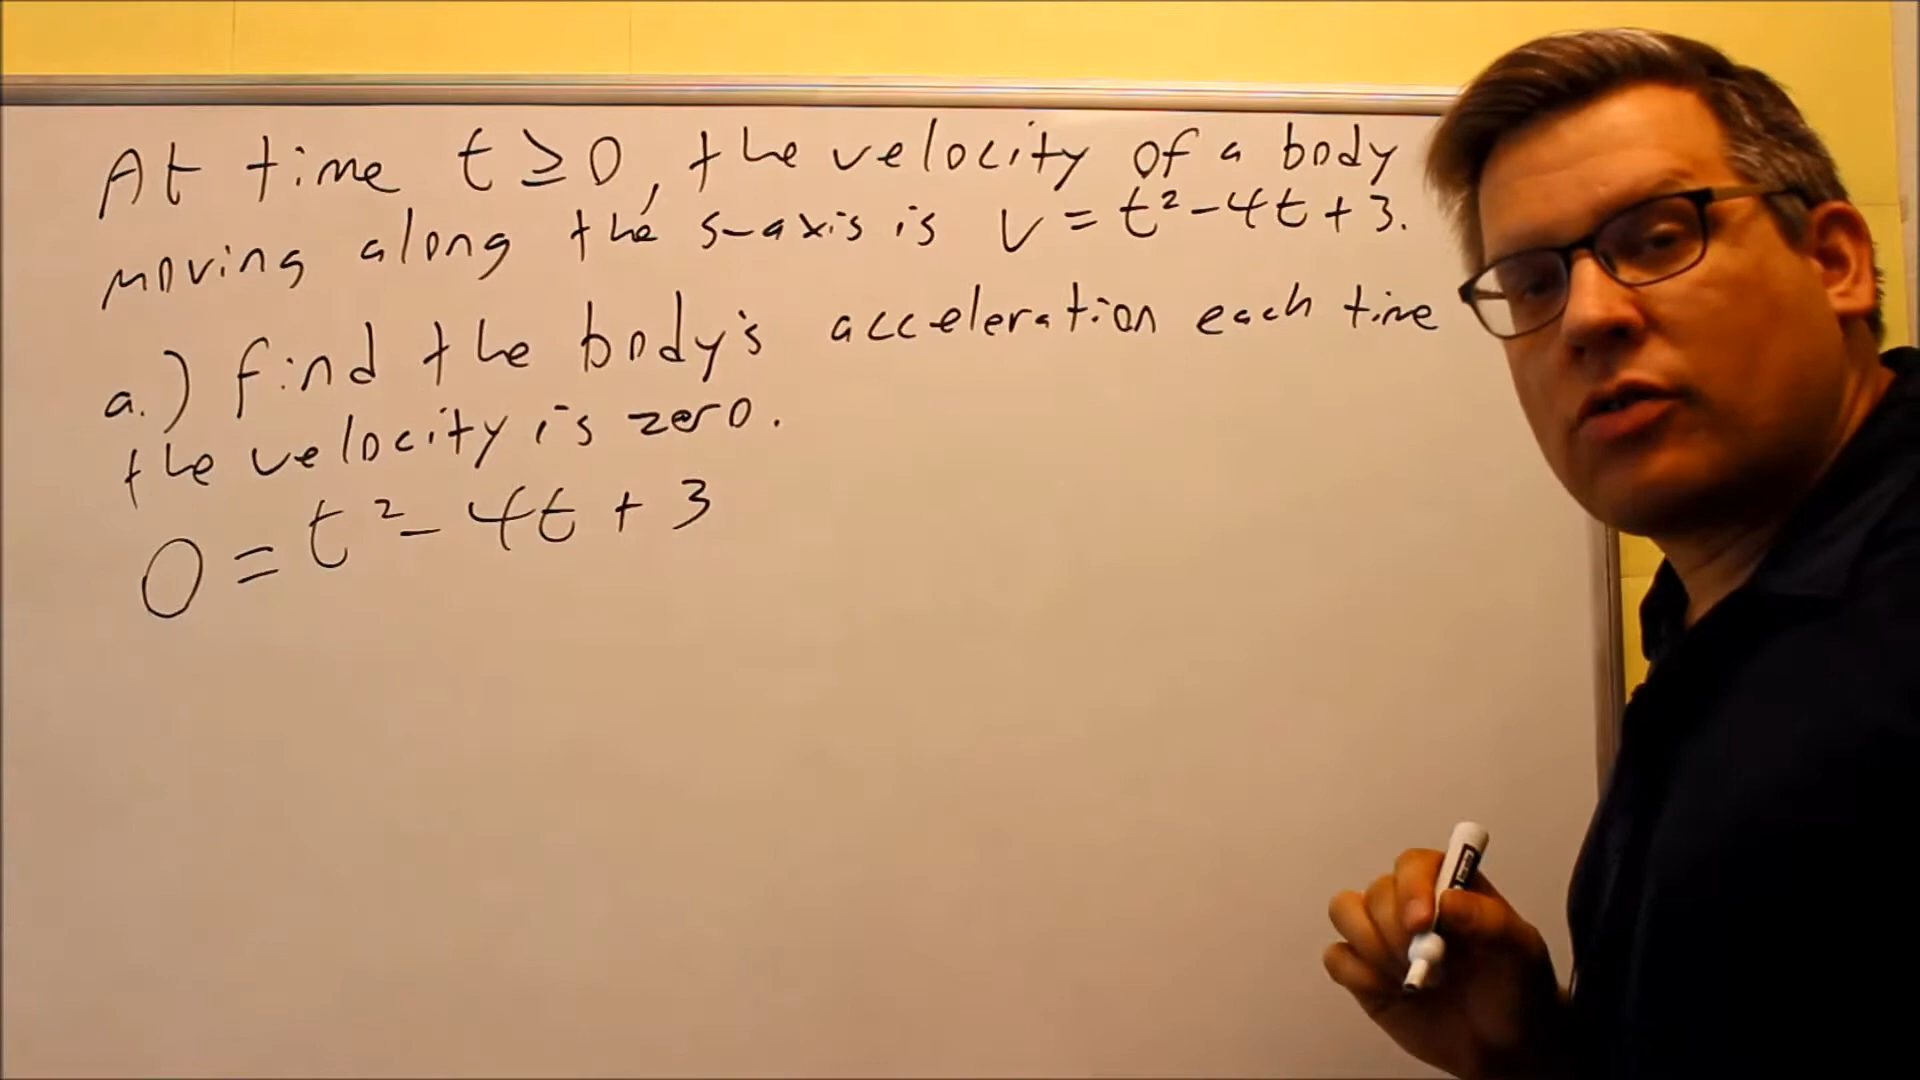 At time t ≥ 0, the velocity of a body
moving along the s-axis is v = t² - 4t + 3.
a.) find the body's acceleration each time
the velocity is zero.
0 = t² - 4t + 3